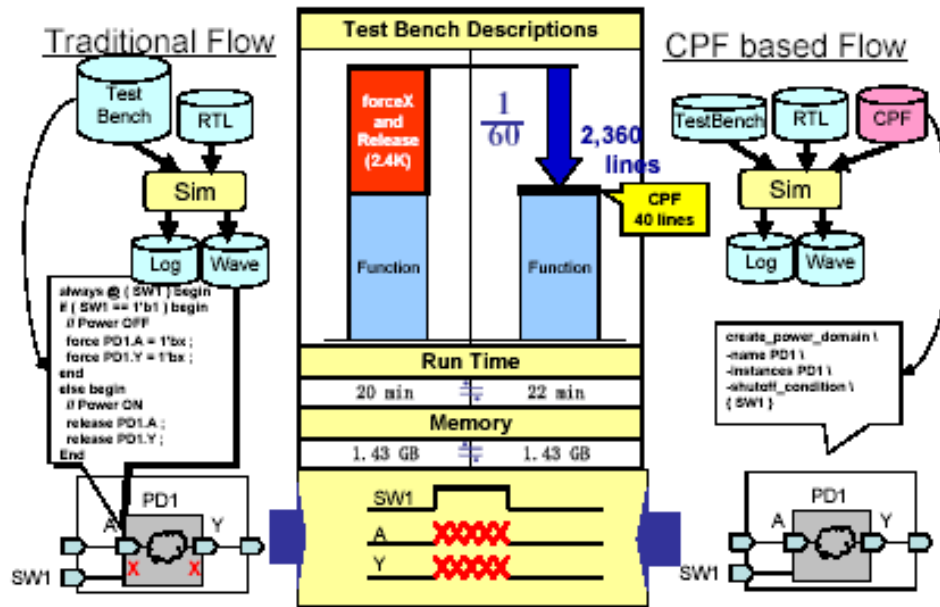 Traditional Flow
Test
Bench
RTL
Sim
Log
Wave
always @ ( SW1 ) begin
if ( SW1 == 1'b1 ) begin
// Power OFF
force PD1.A = 1'bx ;
force PD1.Y = 1'bx ;
end
else begin
// Power ON
release PD1.A ;
release PD1.Y ;
End
PD1
A
Y
X
X
SW1
Test Bench Descriptions
forceX
and
Release
(2.4K)
1
60
2,360
lines
CPF
40 lines
Function
Function
Run Time
20 min
22 min
Memory
1.43 GB
1.43 GB
SW1
A
XXXXX
Y
XXXXX
CPF based Flow
TestBench
RTL
CPF
Sim
Log
Wave
create_power_domain \
-name PD1 \
-instances PD1 \
-shutoff_condition \
{ SW1 }
PD1
A
Y
SW1